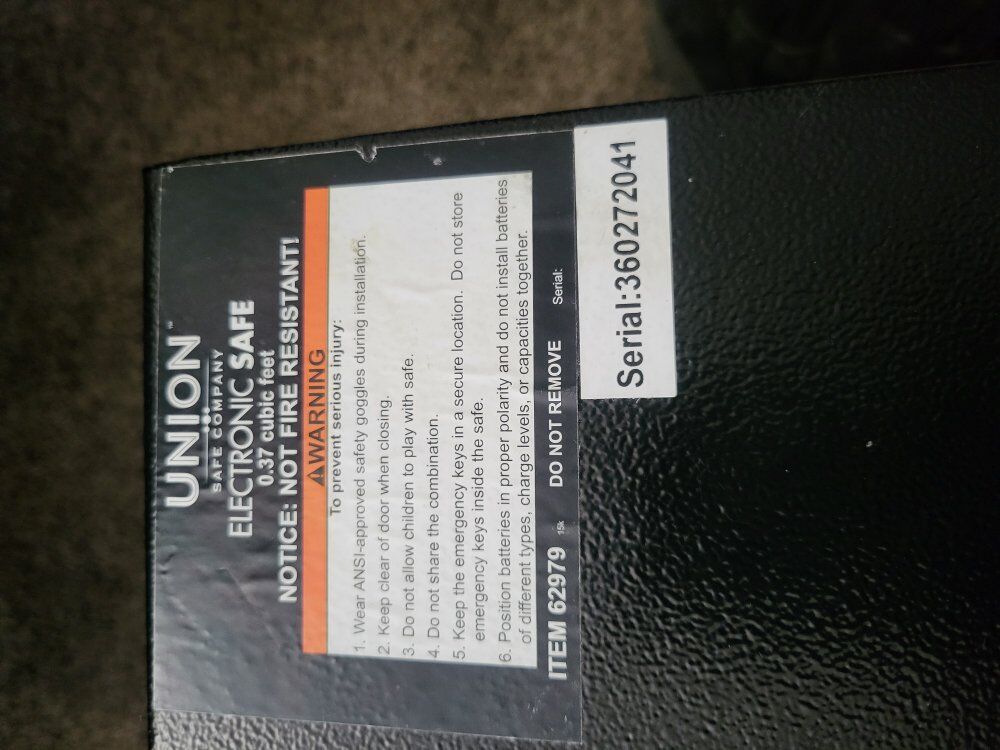 UNION™
SAFE COMPANY
ELECTRONIC SAFE
0.37 cubic feet
NOTICE: NOT FIRE RESISTANT!
⚠WARNING
To prevent serious injury:
1. Wear ANSI-approved safety goggles during installation.
2. Keep clear of door when closing.
3. Do not allow children to play with safe.
4. Do not share the combination.
5. Keep the emergency keys in a secure location. Do not store
emergency keys inside the safe.
6. Position batteries in proper polarity and do not install batteries
of different types, charge levels, or capacities together.
ITEM 62979 15k DO NOT REMOVE Serial:
Serial:360272041